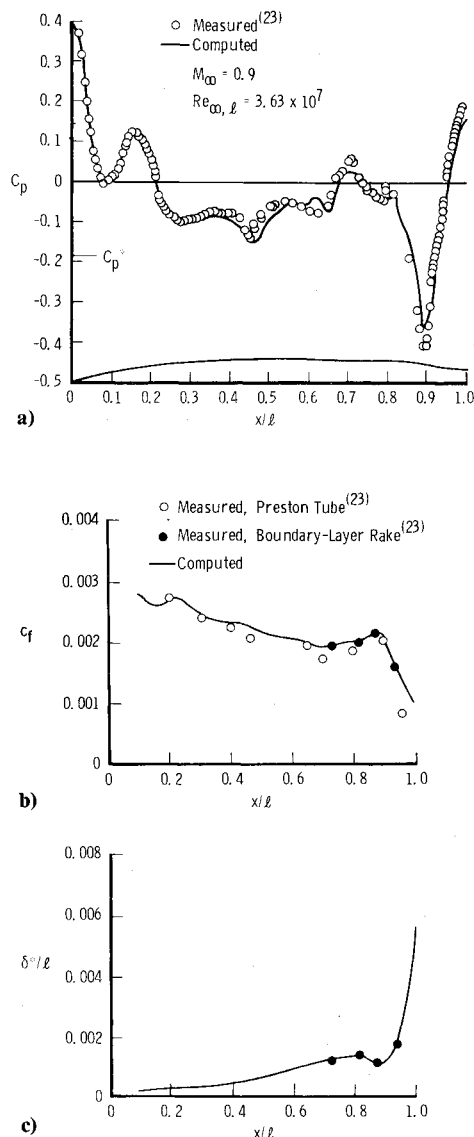 0.4
Measured(23)
Computed
M∞ = 0.9
Re∞, ℓ = 3.63 x 10^7
0.3
0.2
0.1
Cp
0
-0.1
Cp*
-0.2
-0.3
-0.4
-0.5
0 0.1 0.2 0.3 0.4 0.5 0.6 0.7 0.8 0.9 1.0
x/ℓ
a)
Measured, Preston Tube(23)
Measured, Boundary-Layer Rake(23)
Computed
0.004
0.003
cf
0.002
0.001
0
0 0.2 0.4 0.6 0.8 1.0
x/ℓ
b)
0.008
0.006
δ*/ℓ
0.004
0.002
0
0 0.2 0.4 0.6 0.8 1.0
x/ℓ
c)